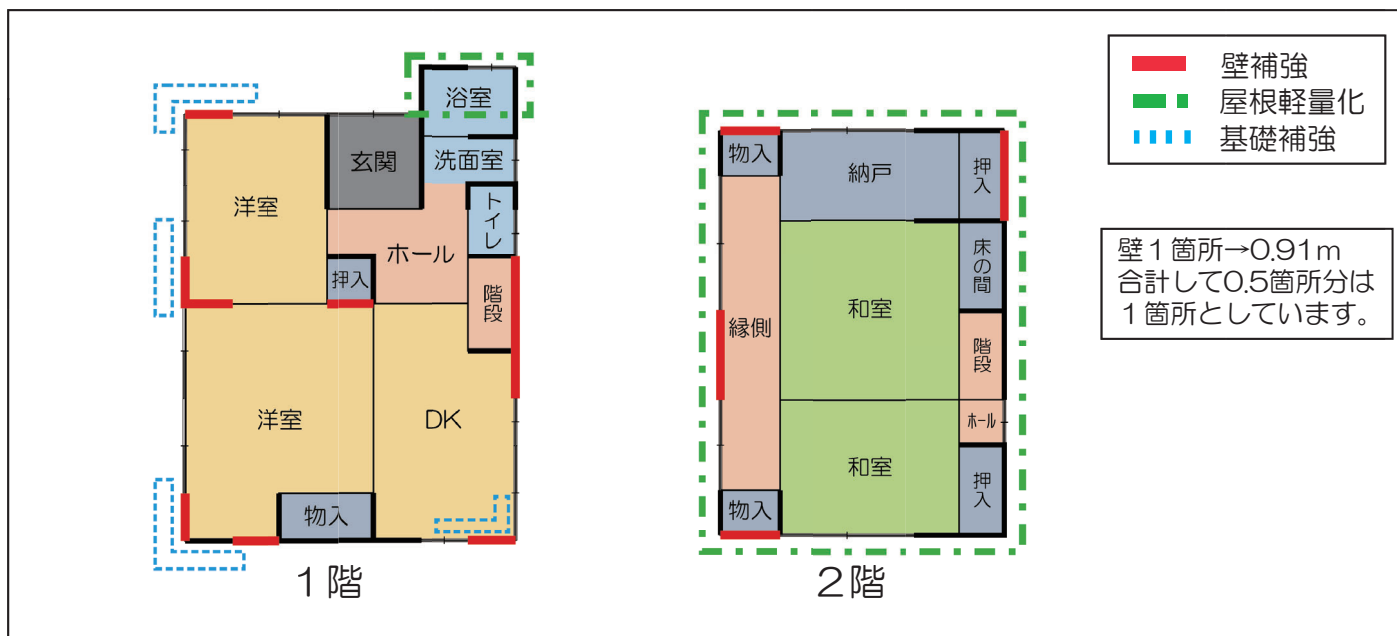 浴室
玄関
洗面室
洋室
トイレ
ホール
押入
階段
洋室
DK
物入
1階
物入
納戸
押入
床の間
和室
縁側
階段
ホール
和室
押入
物入
2階
壁補強
屋根軽量化
基礎補強
壁1箇所→0.91m
合計して0.5箇所分は
1箇所としています。